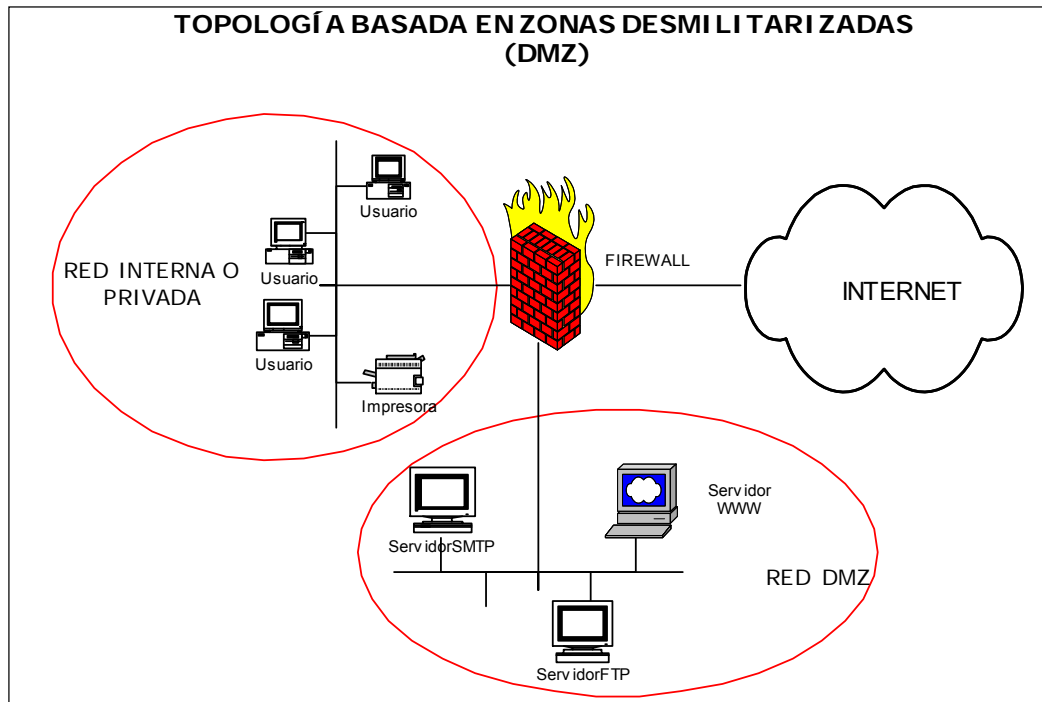 TOPOLOGÍA BASADA EN ZONAS DESMILITARIZADAS
(DMZ)
Usuario
Usuario
RED INTERNA O
PRIVADA
Usuario
Impresora
FIREWALL
INTERNET
Servidor
WWW
ServidorSMTP
RED DMZ
ServidorFTP